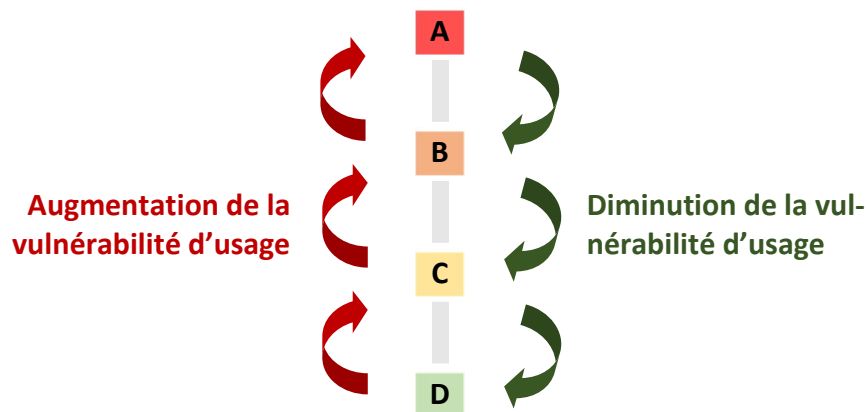 A
B
Augmentation de la
vulnérabilité d’usage
Diminution de la vul-
nérabilité d’usage
C
D